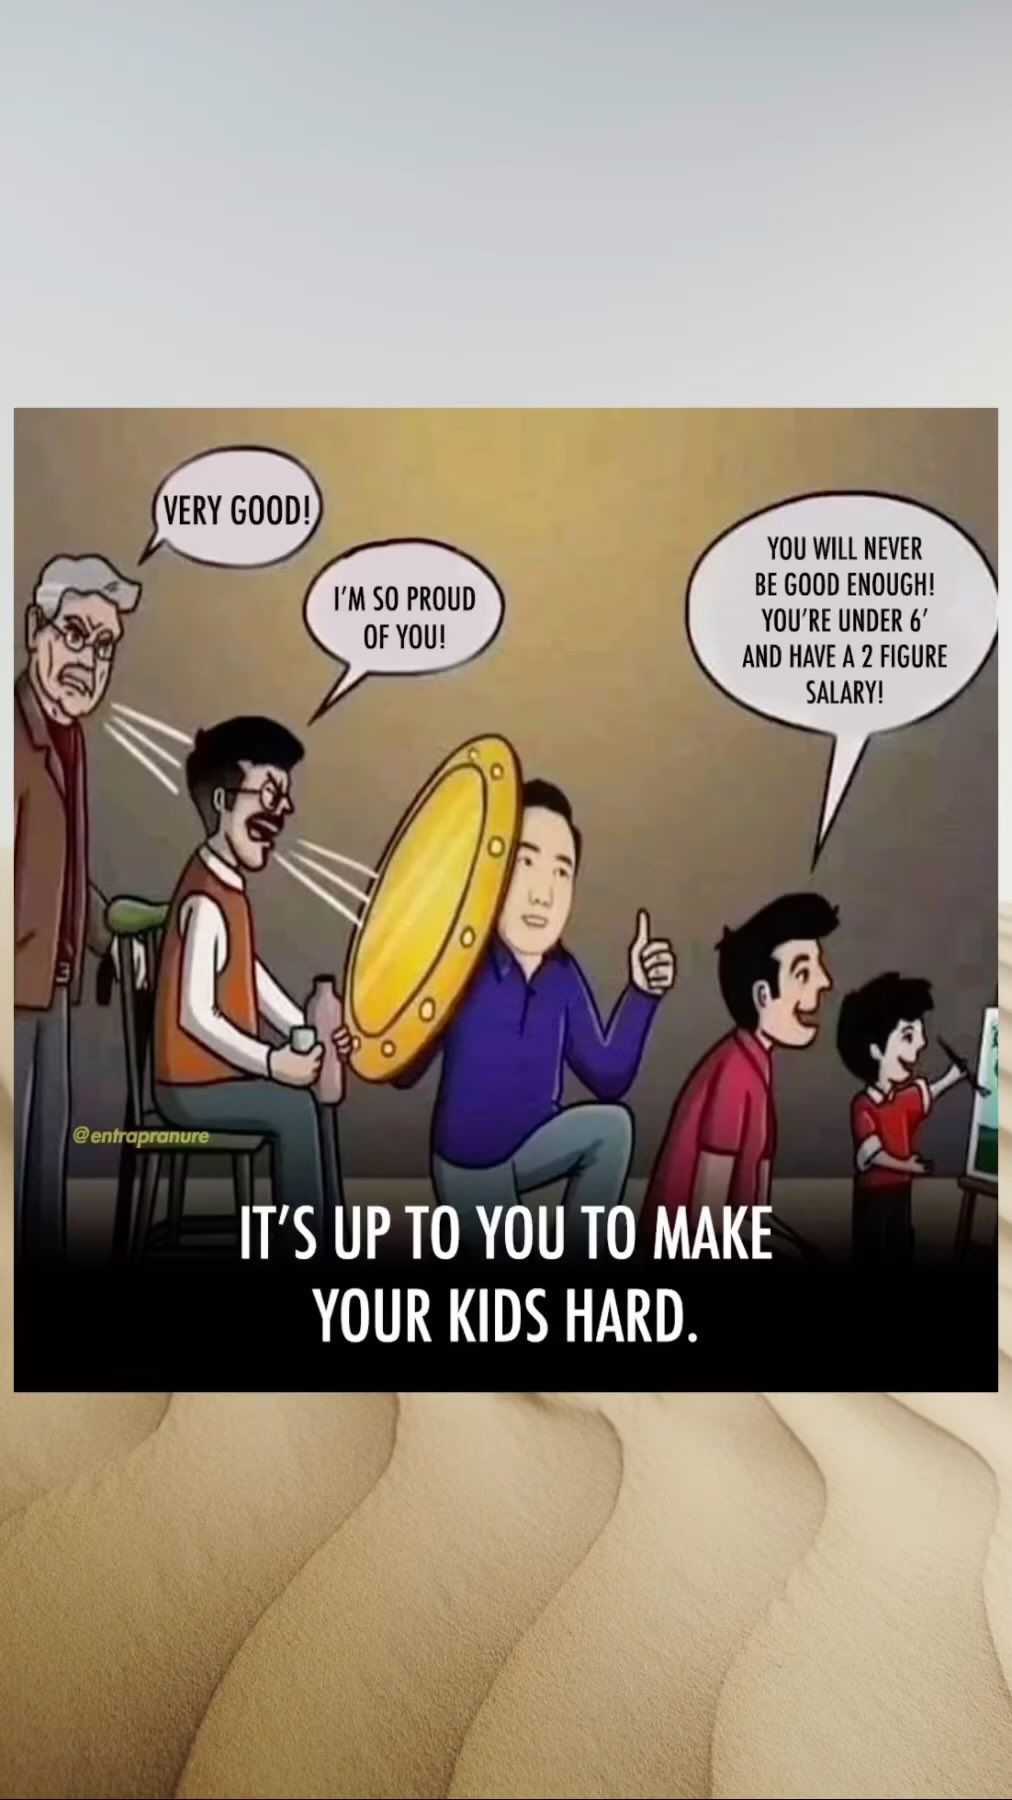 VERY GOOD!
I'M SO PROUD
OF YOU!
YOU WILL NEVER
BE GOOD ENOUGH!
YOU'RE UNDER 6'
AND HAVE A 2 FIGURE
SALARY!
@entrapranure
IT'S UP TO YOU TO MAKE
YOUR KIDS HARD.